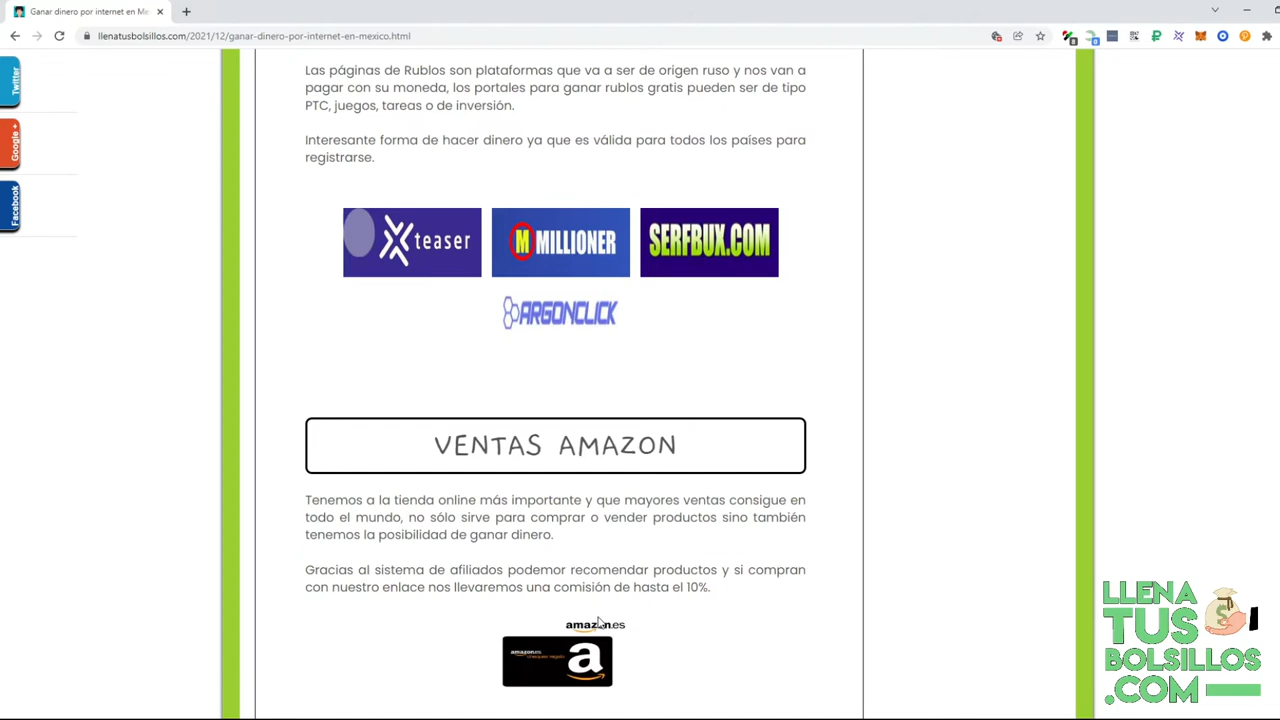 Ganar dinero por internet en Me
llenatusbolsillos.com/2021/12/ganar-dinero-por-internet-en-mexico.html
Twitter
Google +
Facebook
Las páginas de Rublos son plataformas que va a ser de origen ruso y nos van a
pagar con su moneda, los portales para ganar rublos gratis pueden ser de tipo
PTC, juegos, tareas o de inversión.
Interesante forma de hacer dinero ya que es válida para todos los países para
registrarse.
teaser
M MILLIONER
SERFBUX.COM
ARGONCLICK
VENTAS AMAZON
Tenemos a la tienda online más importante y que mayores ventas consigue en
todo el mundo, no sólo sirve para comprar o vender productos sino también
tenemos la posibilidad de ganar dinero.
Gracias al sistema de afiliados podemor recomendar productos y si compran
con nuestro enlace nos llevaremos una comisión de hasta el 10%.
amazon.es
amazon.es
a
LLENA
TUS
BOLSILLOS
.COM